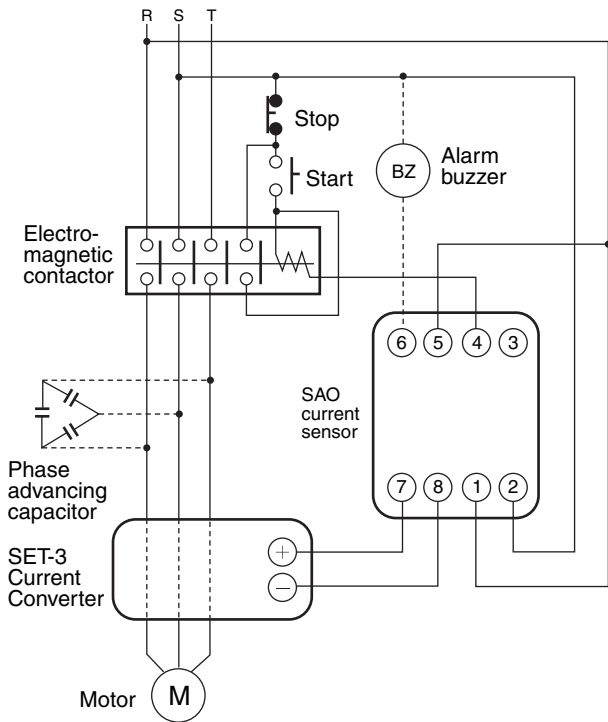 R S T
Stop
Start
BZ
Alarm
buzzer
Electro-
magnetic
contactor
6 5 4 3
SAO
current
sensor
7 8 1 2
Phase
advancing
capacitor
SET-3
Current
Converter
+
−
Motor
M